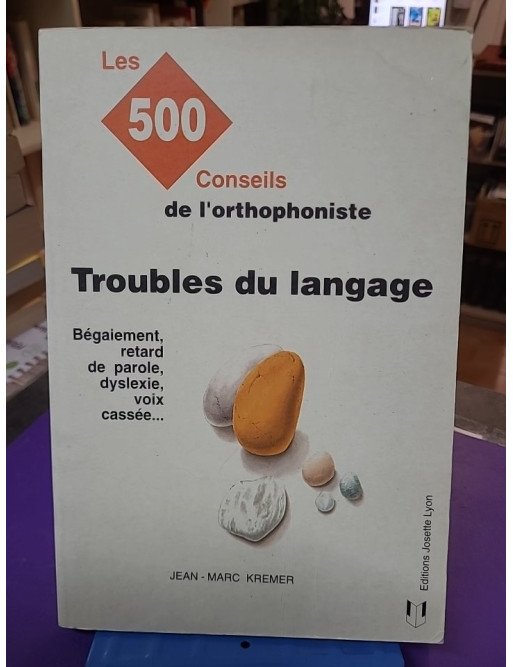 Les
500
Conseils
de l'orthophoniste
Troubles du langage
Bégaiement,
retard
de parole,
dyslexie,
voix
cassée...
JEAN-MARC KREMER
Editions Josette Lyon